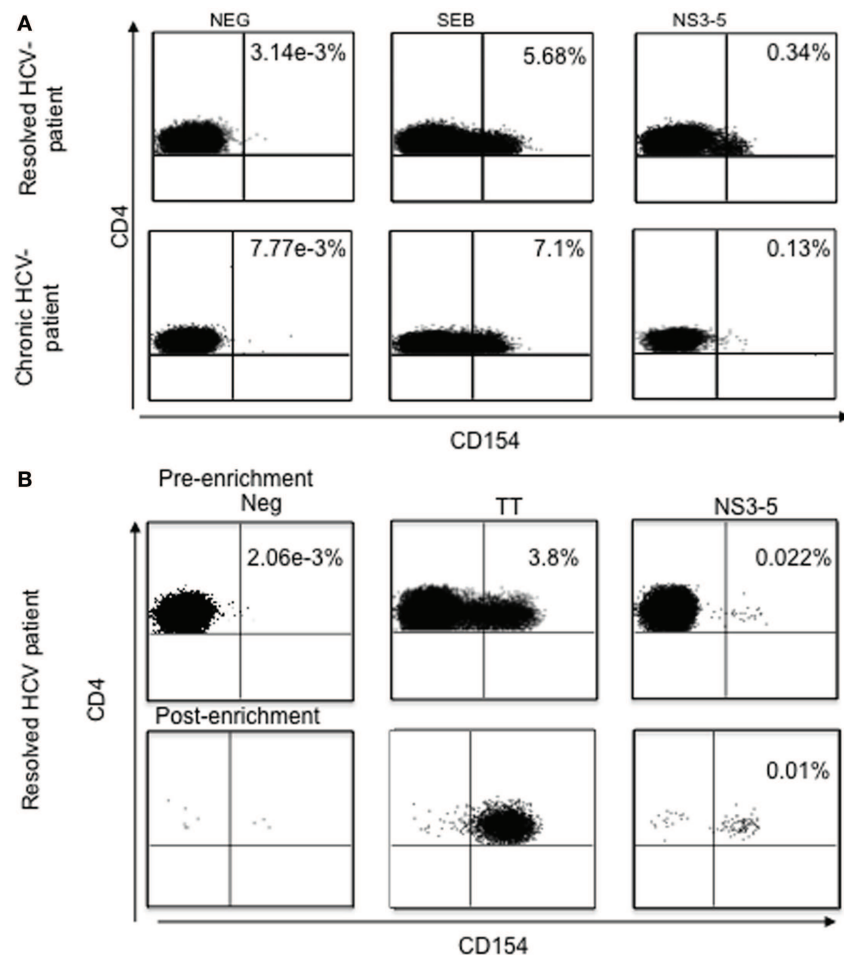 A
NEG SEB NS3-5
Resolved HCV-
patient
3.14e-3% 5.68% 0.34%
CD4
Chronic HCV-
patient
7.77e-3% 7.1% 0.13%
CD154
B
Pre-enrichment
Neg TT NS3-5
2.06e-3% 3.8% 0.022%
Resolved HCV patient
CD4
Post-enrichment
0.01%
CD154